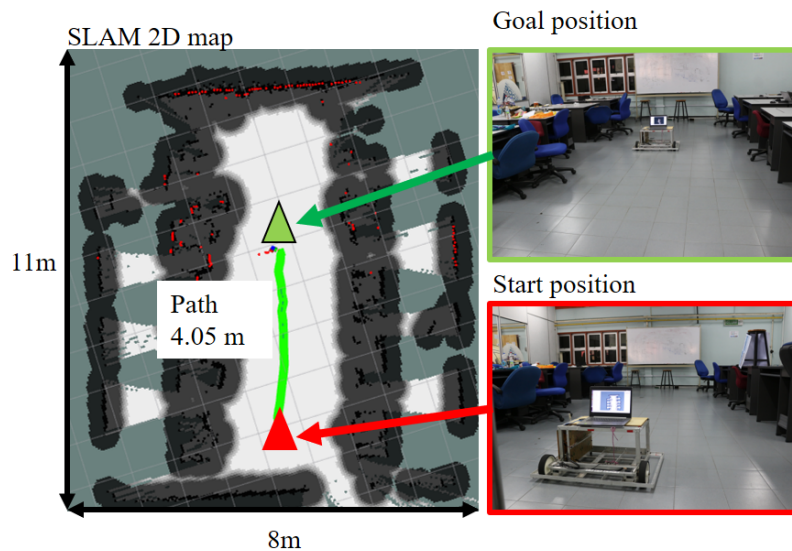 Goal position
SLAM 2D map
11m
Path
4.05 m
Start position
8m